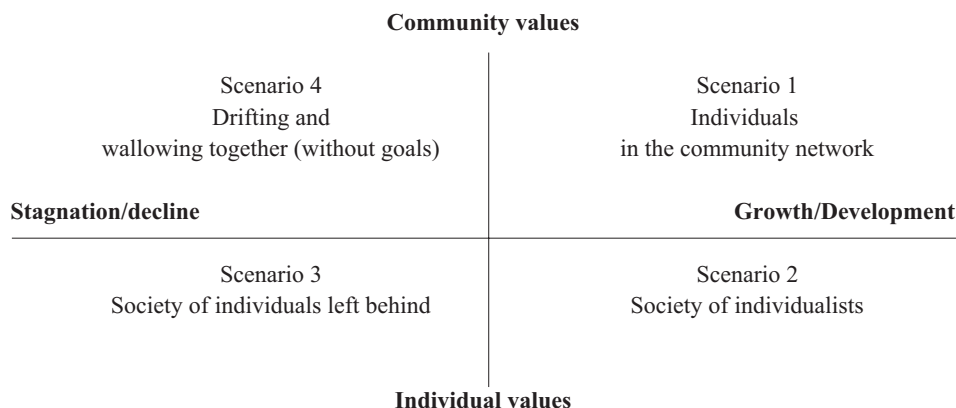 Community values
Scenario 4
Drifting and
wallowing together (without goals)
Scenario 1
Individuals
in the community network
Stagnation/decline
Growth/Development
Scenario 3
Society of individuals left behind
Scenario 2
Society of individualists
Individual values